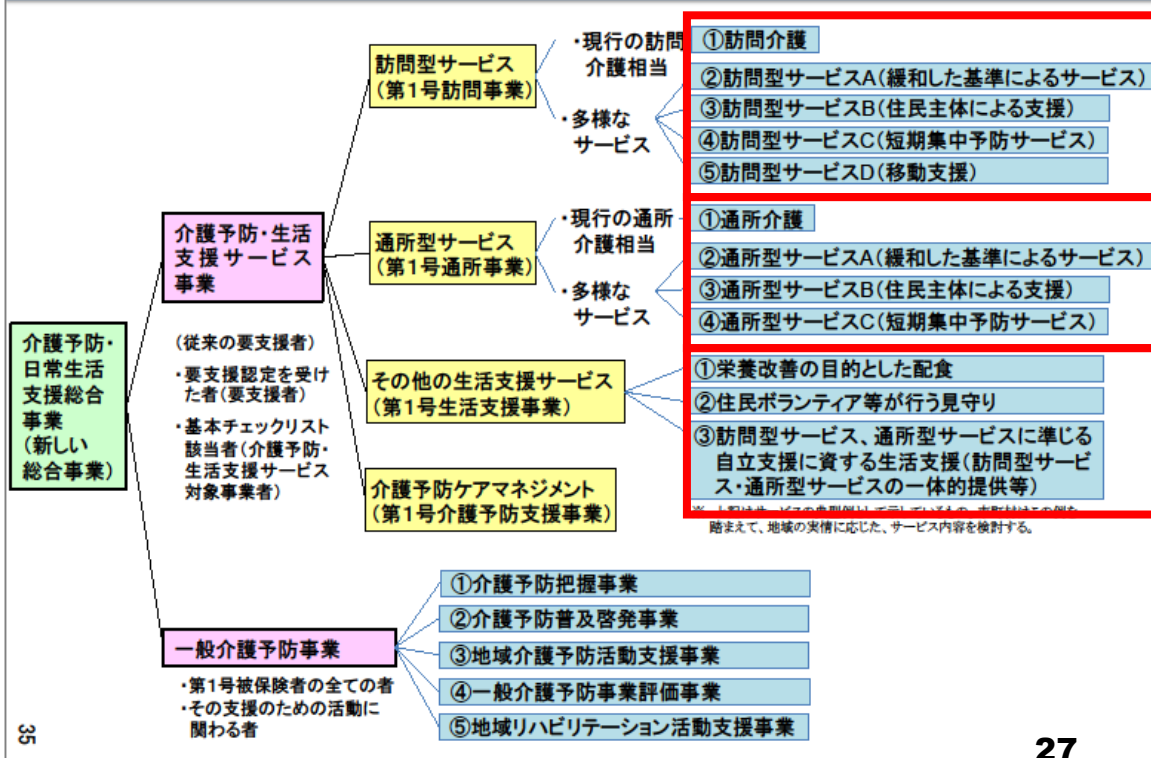 介護予防・
日常生活
支援総合
事業
(新しい
総合事業)
介護予防・生活
支援サービス
事業
(従来の要支援者)
・要支援認定を受け
た者(要支援者)
・基本チェックリスト
該当者(介護予防・
生活支援サービス
対象事業者)
訪問型サービス
(第1号訪問事業)
・現行の訪問
介護相当
・多様な
サービス
①訪問介護
②訪問型サービスA(緩和した基準によるサービス)
③訪問型サービスB(住民主体による支援)
④訪問型サービスC(短期集中予防サービス)
⑤訪問型サービスD(移動支援)
通所型サービス
(第1号通所事業)
・現行の通所
介護相当
・多様な
サービス
①通所介護
②通所型サービスA(緩和した基準によるサービス)
③通所型サービスB(住民主体による支援)
④通所型サービスC(短期集中予防サービス)
その他の生活支援サービス
(第1号生活支援事業)
①栄養改善の目的とした配食
②住民ボランティア等が行う見守り
③訪問型サービス、通所型サービスに準じる
自立支援に資する生活支援(訪問型サービ
ス・通所型サービスの一体的提供等)
踏まえて、地域の実情に応じた、サービス内容を検討する。
介護予防ケアマネジメント
(第1号介護予防支援事業)
一般介護予防事業
・第1号被保険者の全ての者
・その支援のための活動に
関わる者
①介護予防把握事業
②介護予防普及啓発事業
③地域介護予防活動支援事業
④一般介護予防事業評価事業
⑤地域リハビリテーション活動支援事業
35
27